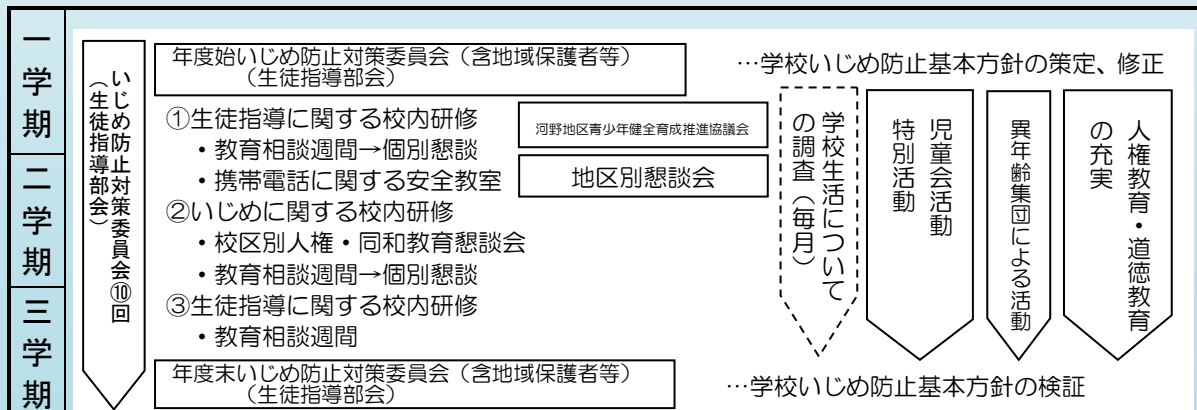 一学期
二学期
三学期
いじめ防止対策委員会⑩回
（生徒指導部会）
年度始いじめ防止対策委員会（含地域保護者等）
（生徒指導部会）
…学校いじめ防止基本方針の策定、修正
①生徒指導に関する校内研修
・教育相談週間→個別懇談
・携帯電話に関する安全教室
②いじめに関する校内研修
・校区別人権・同和教育懇談会
・教育相談週間→個別懇談
③生徒指導に関する校内研修
・教育相談週間
河野地区青少年健全育成推進協議会
地区別懇談会
学校生活について
の調査（毎月）
児童会活動
特別活動
異年齢集団による活動
人権教育・道徳教育
の充実
年度末いじめ防止対策委員会（含地域保護者等）
（生徒指導部会）
…学校いじめ防止基本方針の検証